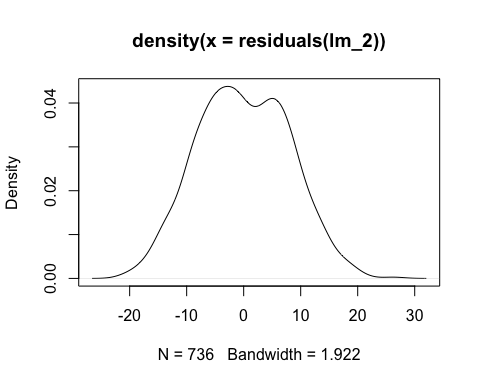 density(x = residuals(lm_2))
Density
0.04
0.02
0.00
-20 -10 0 10 20 30
N = 736 Bandwidth = 1.922